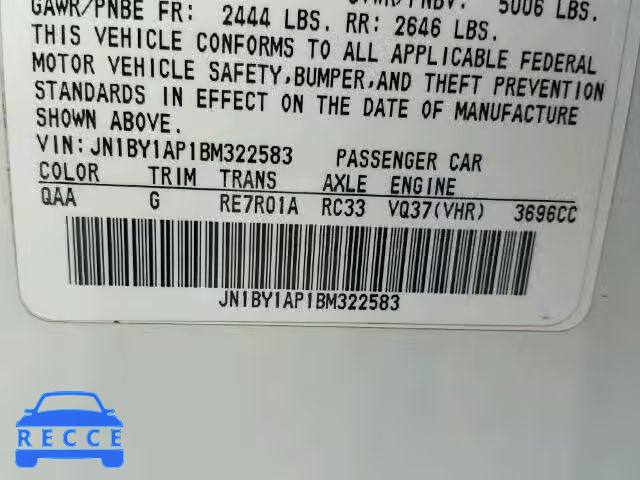 5006 LBS.
GAWR/PNBE FR: 2444 LBS. RR: 2646 LBS.
THIS VEHICLE CONFORMS TO ALL APPLICABLE FEDERAL
MOTOR VEHICLE SAFETY,BUMPER,AND THEFT PREVENTION
STANDARDS IN EFFECT ON THE DATE OF MANUFACTURE
SHOWN ABOVE.
VIN:JN1BY1AP1BM322583 PASSENGER CAR
COLOR TRIM TRANS AXLE ENGINE
QAA G RE7R01A RC33 VQ37(VHR) 3696CC
JN1BY1AP1BM322583
RECCE